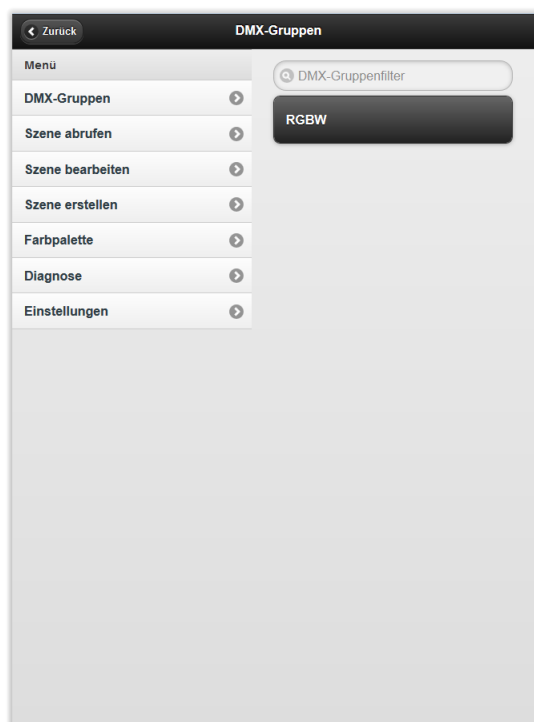 Zurück
DMX-Gruppen
Menü
DMX-Gruppen
Szene abrufen
Szene bearbeiten
Szene erstellen
Farbpalette
Diagnose
Einstellungen
DMX-Gruppenfilter
RGBW